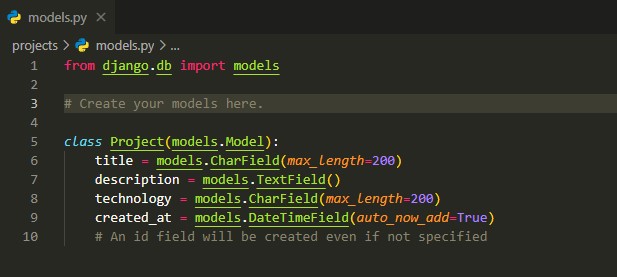 models.py ×
projects > models.py > ...
1 from django.db import models
2
3 # Create your models here.
4
5 class Project(models.Model):
6     title = models.CharField(max_length=200)
7     description = models.TextField()
8     technology = models.CharField(max_length=200)
9     created_at = models.DateTimeField(auto_now_add=True)
10     # An id field will be created even if not specified